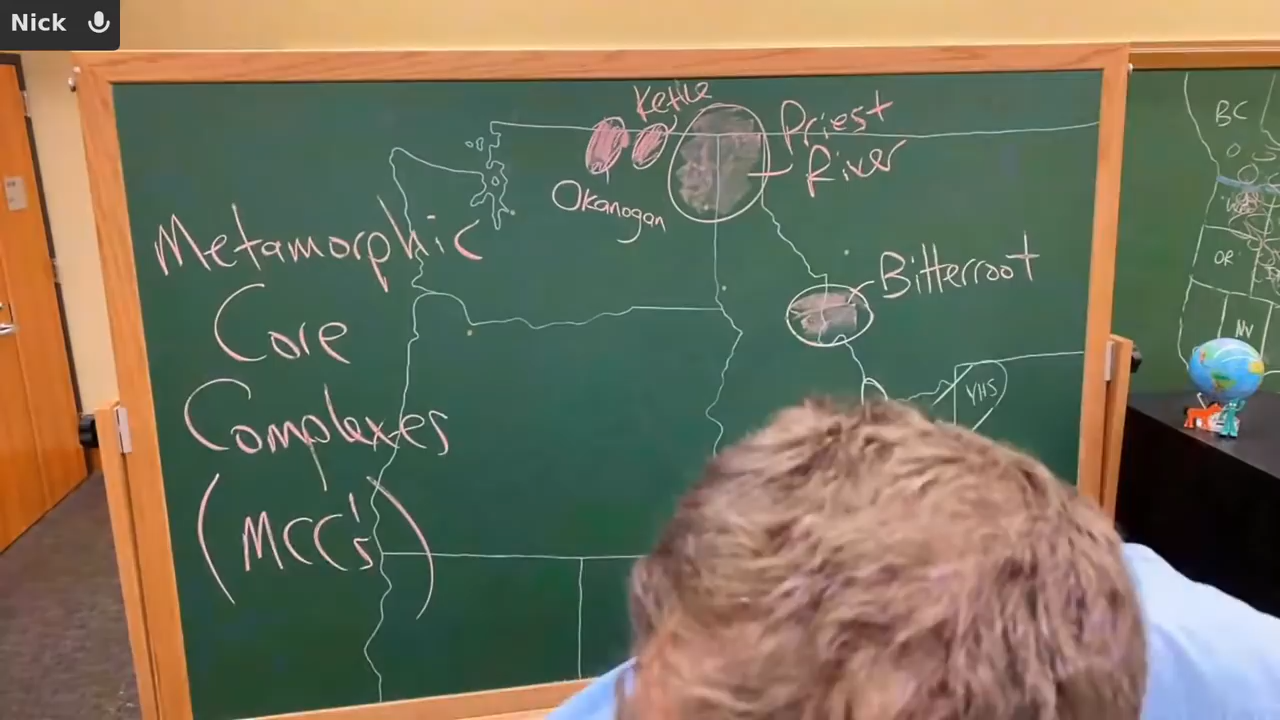 Nick
Kettle
Priest
River
Okanogan
Metamorphic
Core
Complexes
(MCC's)
Bitterroot
YHS
BC
OR
NV